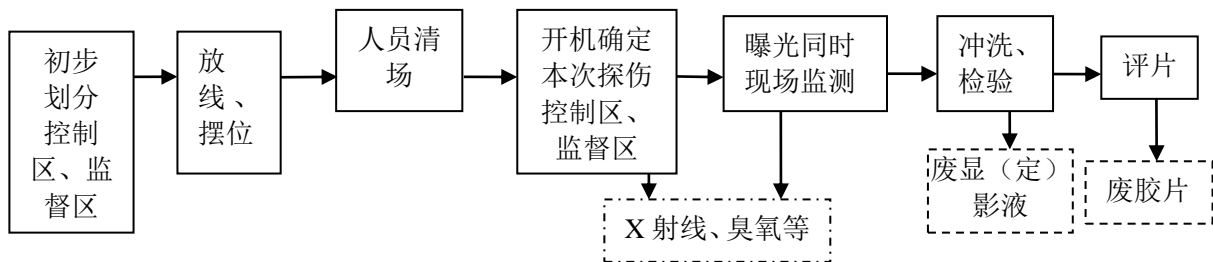 初步
划分
控制
区、监
督区
放
线、
摆位
人员清
场
开机确定
本次探伤
控制区、
监督区
曝光同时
现场监测
冲洗、
检验
评片
X 射线、臭氧等
废显（定）
影液
废胶片